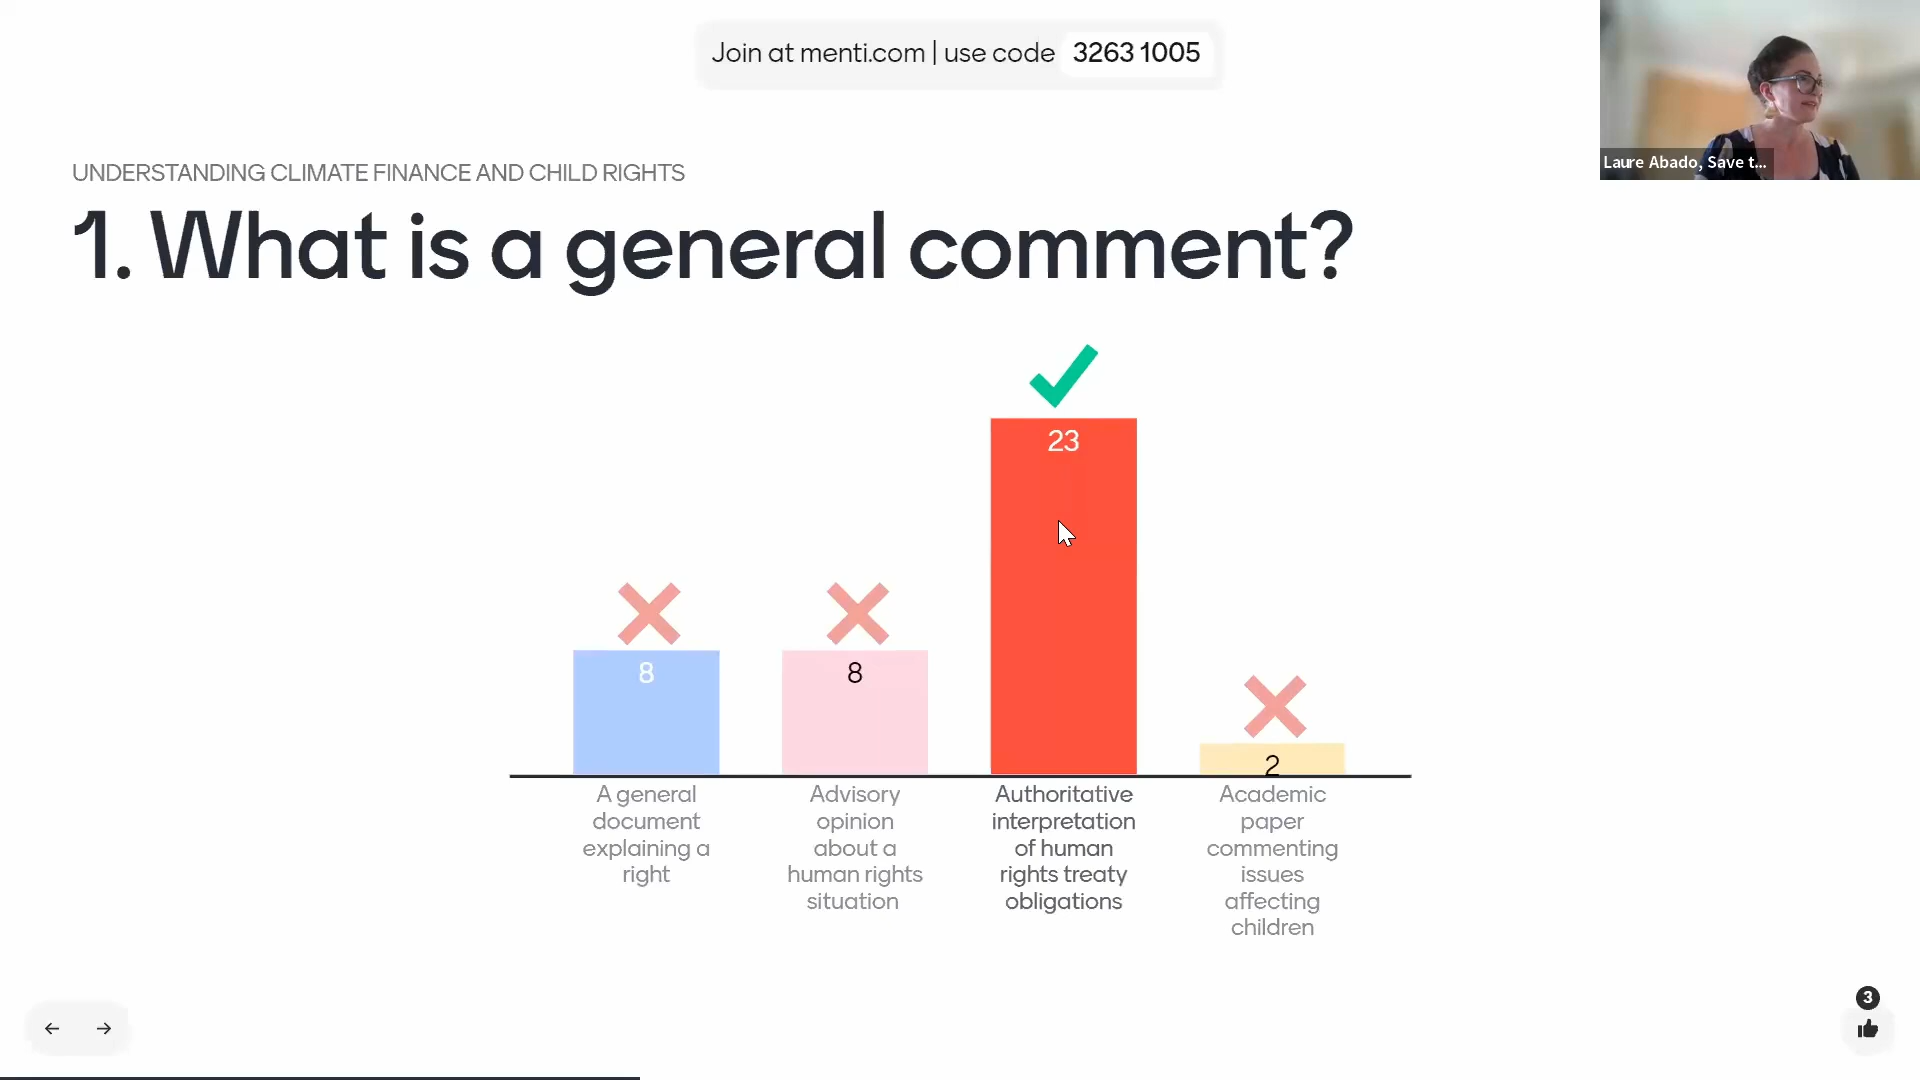 Join at menti.com | use code 3263 1005
Laure Abado, Save t...
UNDERSTANDING CLIMATE FINANCE AND CHILD RIGHTS
1. What is a general comment?
23
8
8
2
A general
document
explaining a
right
Advisory
opinion
about a
human rights
situation
Authoritative
interpretation
of human
rights treaty
obligations
Academic
paper
commenting
issues
affecting
children
3